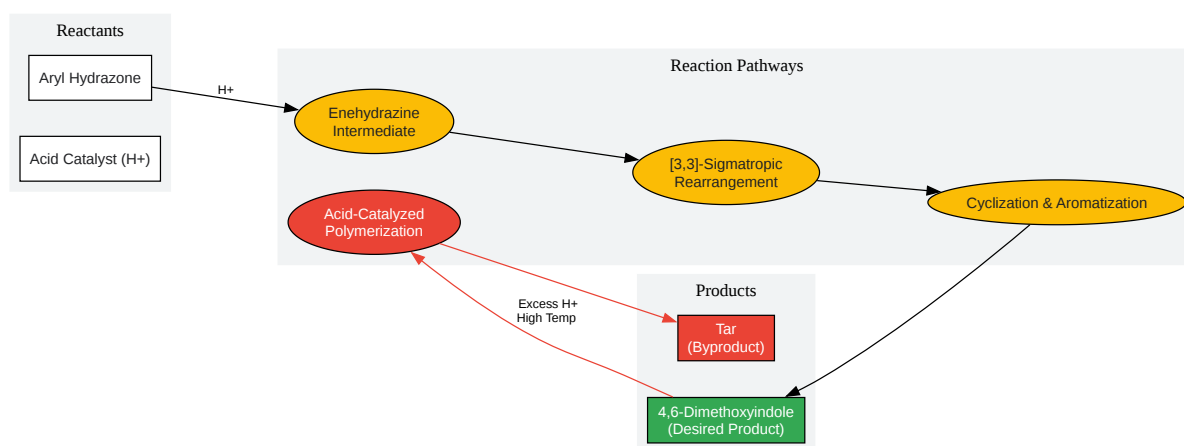 Reactants
Aryl Hydrazone
Acid Catalyst (H+)
H+
Reaction Pathways
Enehydrazine
Intermediate
[3,3]-Sigmatropic
Rearrangement
Cyclization & Aromatization
Acid-Catalyzed
Polymerization
Excess H+
High Temp
Products
Tar
(Byproduct)
4,6-Dimethoxyindole
(Desired Product)